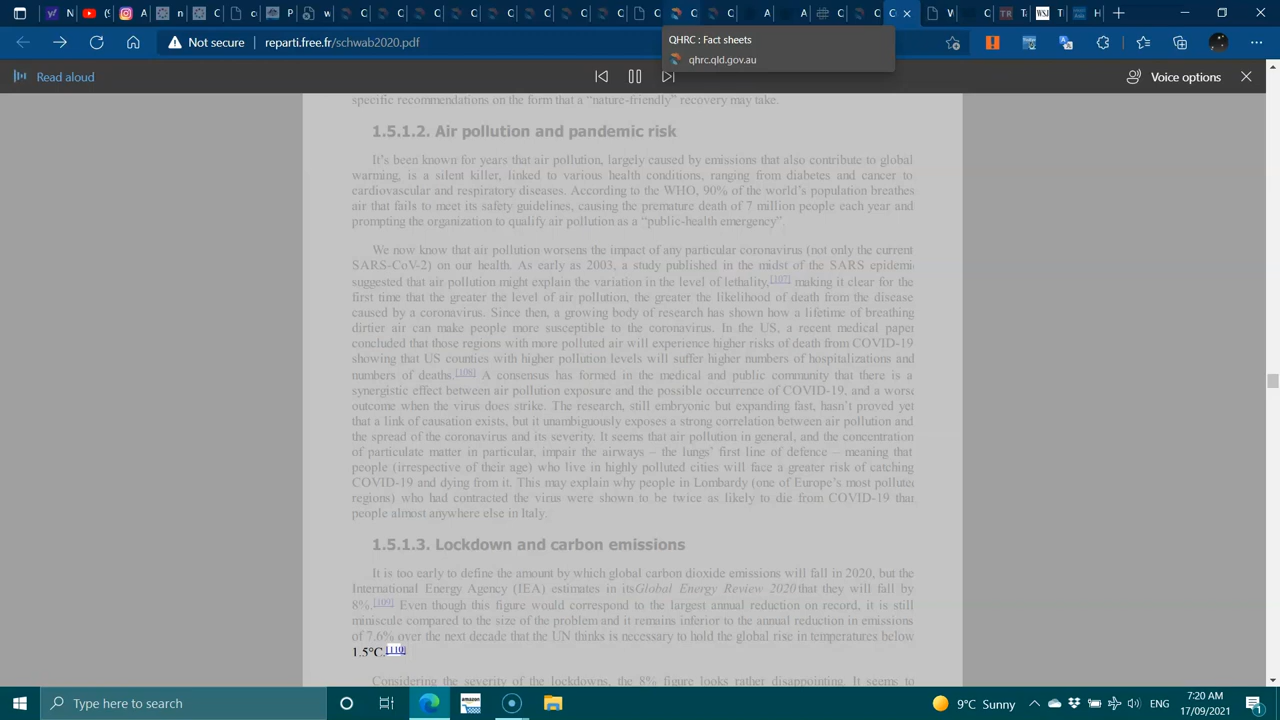 Not secure
reparti.free.fr/schwab2020.pdf
QHRC : Fact sheets
qhrc.qld.gov.au
Read aloud
Voice options
specific recommendations on the form that a “nature-friendly” recovery may take.
1.5.1.2. Air pollution and pandemic risk
It’s been known for years that air pollution, largely caused by emissions that also contribute to global
warming, is a silent killer, linked to various health conditions, ranging from diabetes and cancer to
cardiovascular and respiratory diseases. According to the WHO, 90% of the world’s population breathes
air that fails to meet its safety guidelines, causing the premature death of 7 million people each year and
prompting the organization to qualify air pollution as a “public-health emergency”.
We now know that air pollution worsens the impact of any particular coronavirus (not only the current
SARS-CoV-2) on our health. As early as 2003, a study published in the midst of the SARS epidemi
suggested that air pollution might explain the variation in the level of lethality,[107] making it clear for the
first time that the greater the level of air pollution, the greater the likelihood of death from the disease
caused by a coronavirus. Since then, a growing body of research has shown how a lifetime of breathing
dirtier air can make people more susceptible to the coronavirus. In the US, a recent medical paper
concluded that those regions with more polluted air will experience higher risks of death from COVID-19
showing that US counties with higher pollution levels will suffer higher numbers of hospitalizations and
numbers of deaths.[108] A consensus has formed in the medical and public community that there is a
synergistic effect between air pollution exposure and the possible occurrence of COVID-19, and a worse
outcome when the virus does strike. The research, still embryonic but expanding fast, hasn’t proved yet
that a link of causation exists, but it unambiguously exposes a strong correlation between air pollution and
the spread of the coronavirus and its severity. It seems that air pollution in general, and the concentration
of particulate matter in particular, impair the airways – the lungs’ first line of defence – meaning that
people (irrespective of their age) who live in highly polluted cities will face a greater risk of catching
COVID-19 and dying from it. This may explain why people in Lombardy (one of Europe’s most pollute
regions) who had contracted the virus were shown to be twice as likely to die from COVID-19 than
people almost anywhere else in Italy.
1.5.1.3. Lockdown and carbon emissions
It is too early to define the amount by which global carbon dioxide emissions will fall in 2020, but the
International Energy Agency (IEA) estimates in its Global Energy Review 2020 that they will fall by
8%.[109] Even though this figure would correspond to the largest annual reduction on record, it is still
miniscule compared to the size of the problem and it remains inferior to the annual reduction in emissions
of 7.6% over the next decade that the UN thinks is necessary to hold the global rise in temperatures below
1.5°C.[110]
Considering the severity of the lockdowns, the 8% figure looks rather disappointing. It seems to
Type here to search
9°C Sunny
7:20 AM
17/09/2021